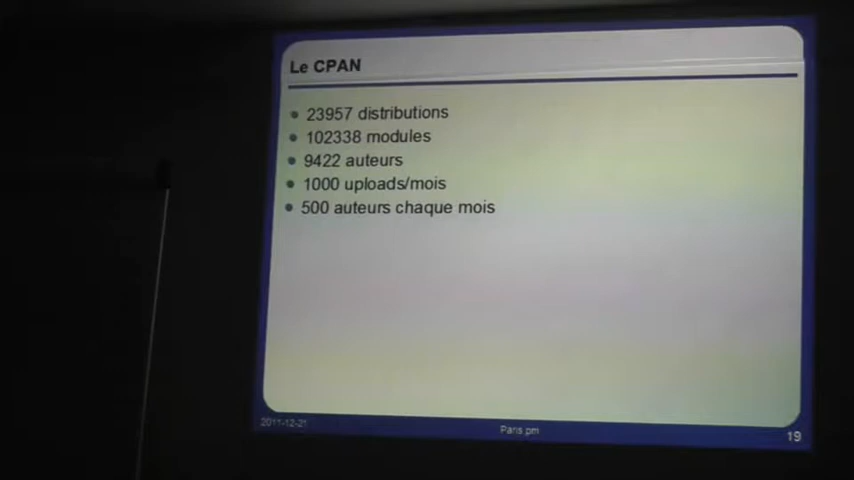 Le CPAN
• 23957 distributions
• 102338 modules
• 9422 auteurs
• 1000 uploads/mois
• 500 auteurs chaque mois
2011-12-21
Paris.pm
19